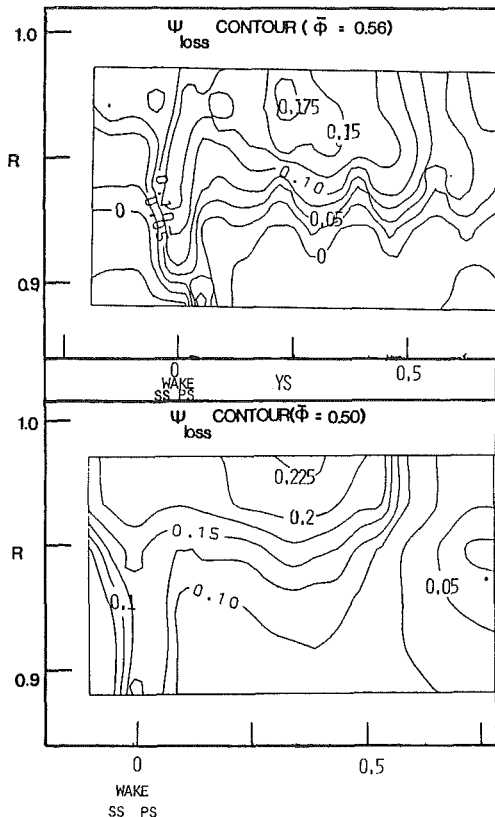 1.0
Ψloss CONTOUR ( Φ̄ = 0.56)
0.175
0.15
R
0.10
0.05
0
0
0.9
0 0.5
WAKE YS
SS PS
1.0
Ψloss CONTOUR(Φ̄ = 0.50)
0.225
0.2
0.15
R
0.05
0.1
0.10
0.9
0 0.5
WAKE
SS PS